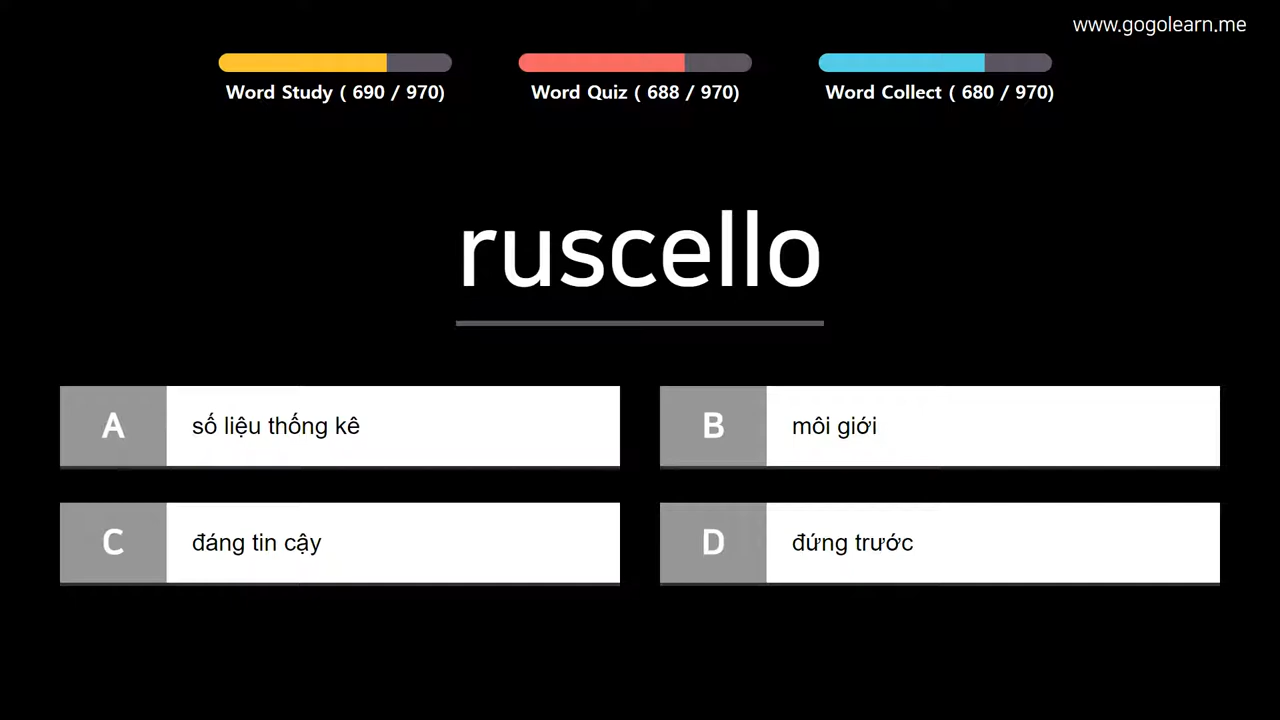 www.gogolearn.me
Word Study ( 690 / 970)
Word Quiz ( 688 / 970)
Word Collect ( 680 / 970)
ruscello
A
số liệu thống kê
B
môi giới
C
đáng tin cậy
D
đứng trước